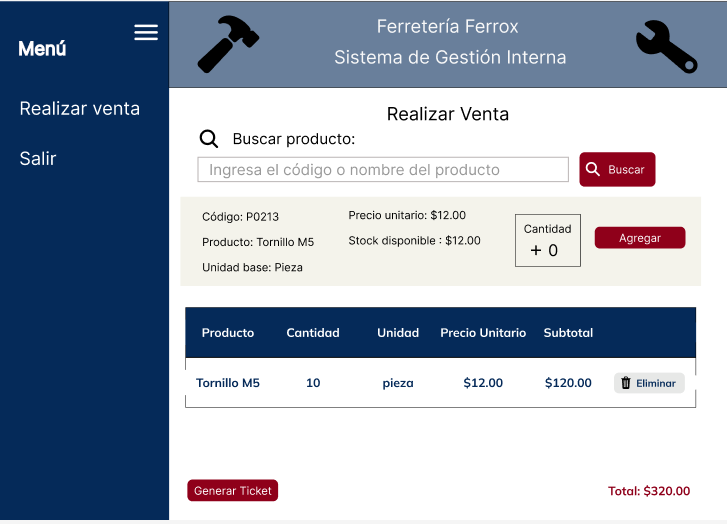 Menú
Realizar venta
Salir
Ferretería Ferrox
Sistema de Gestión Interna
Realizar Venta
Buscar producto:
Ingresa el código o nombre del producto
Buscar
Código: P0213
Precio unitario: $12.00
Producto: Tornillo M5
Stock disponible : $12.00
Unidad base: Pieza
Cantidad
+ 0
Agregar
Producto Cantidad Unidad Precio Unitario Subtotal
Tornillo M5 10 pieza $12.00 $120.00 Eliminar
Generar Ticket
Total: $320.00